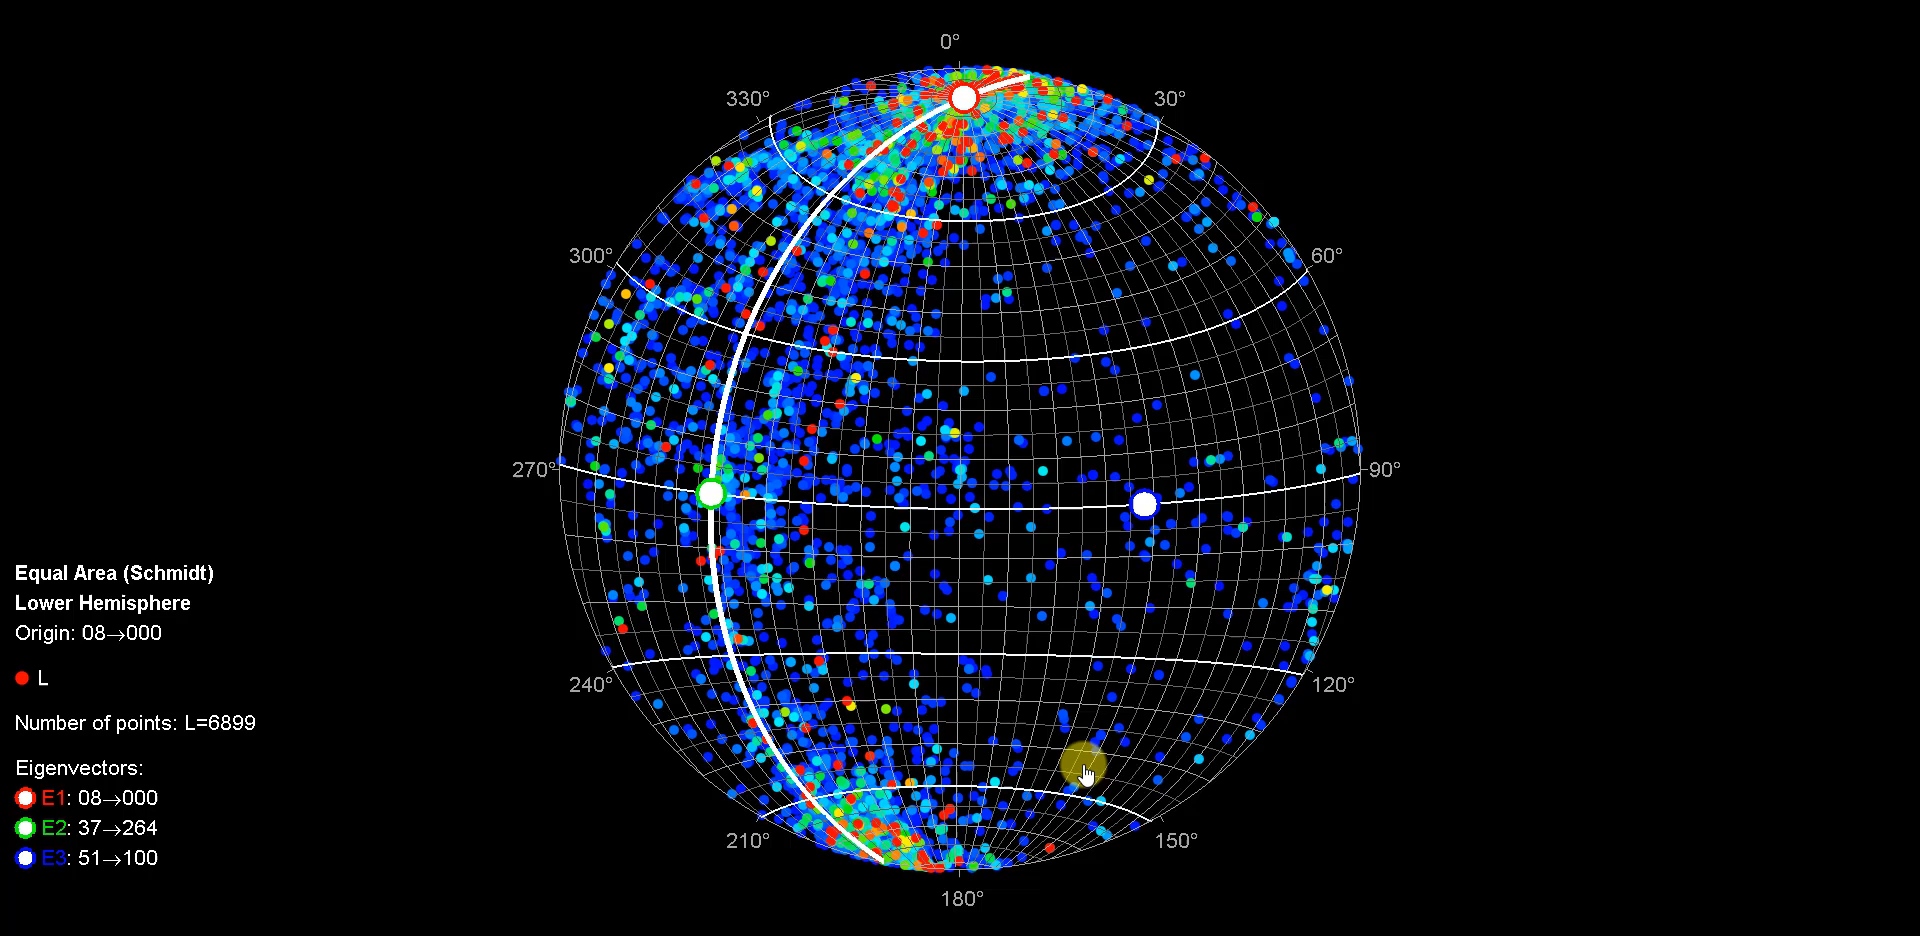 0°
330°
30°
300°
60°
270°
90°
240°
120°
210°
150°
180°
Equal Area (Schmidt)
Lower Hemisphere
Origin: 08→000
L
Number of points: L=6899
Eigenvectors:
E1: 08→000
E2: 37→264
E3: 51→100